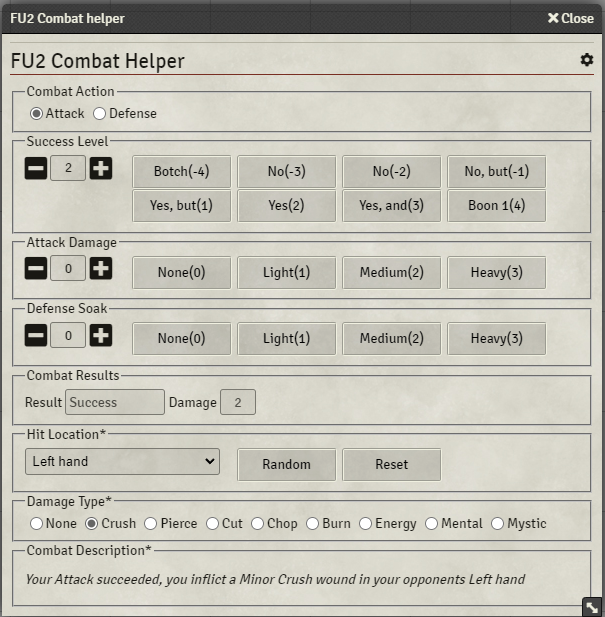 FU2 Combat helper
Close
FU2 Combat Helper
Combat Action
Attack Defense
Success Level
2
Botch(-4) No(-3) No(-2) No, but(-1)
Yes, but(1) Yes(2) Yes, and(3) Boon 1(4)
Attack Damage
0 None(0) Light(1) Medium(2) Heavy(3)
Defense Soak
0 None(0) Light(1) Medium(2) Heavy(3)
Combat Results
Result Success Damage 2
Hit Location*
Left hand Random Reset
Damage Type*
None Crush Pierce Cut Chop Burn Energy Mental Mystic
Combat Description*
Your Attack succeeded, you inflict a Minor Crush wound in your opponents Left hand